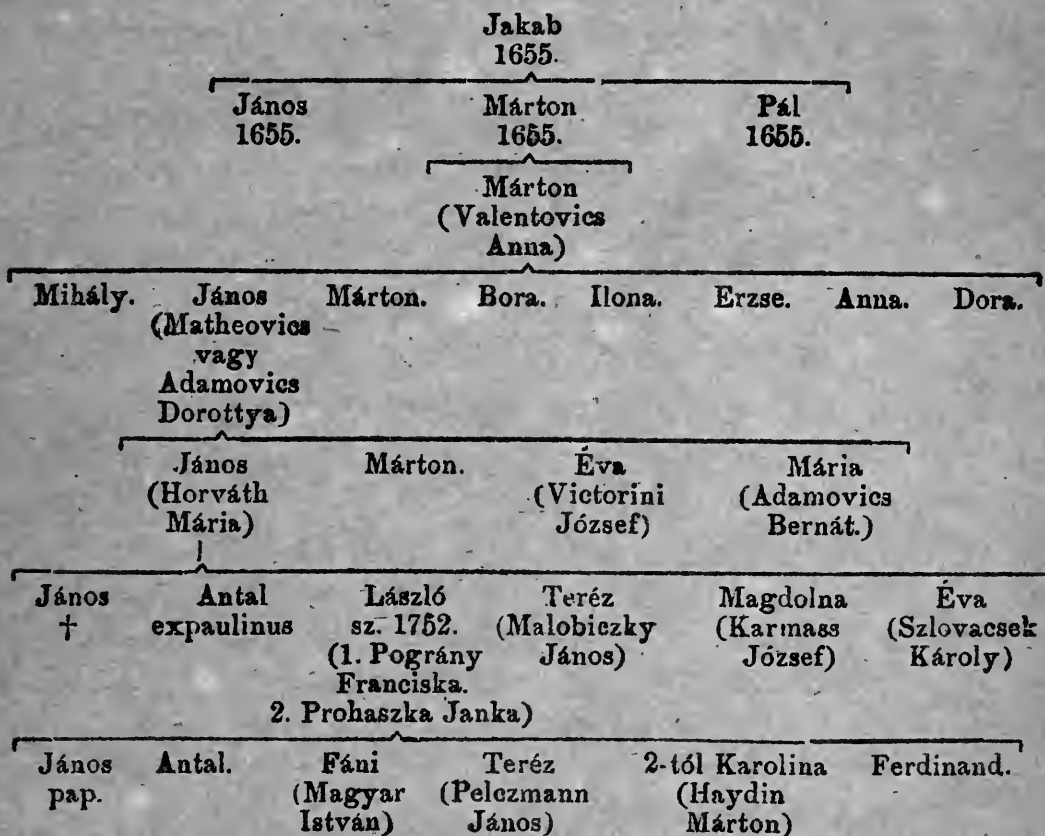 Jakab
1655.
János Márton Pál
1655. 1655. 1655.
Márton
(Valentovics
Anna)
Mihály. János Márton. Bora. Ilona. Erzse. Anna. Dora.
(Matheovics
vagy
Adamovics
Dorottya)
János Márton. Éva Mária
(Horváth (Victorini (Adamovics
Mária) József) Bernát.)
János Antal László Teréz Magdolna Éva
† expaulinus sz. 1752. (Malobiczky (Karmass (Szlovacsek
(1. Pográny János) József) Károly)
Franciska.
2. Prohaszka Janka)
János Antal. Fáni Teréz 2-tól Karolina Ferdinand.
pap. (Magyar (Pelczmann (Haydin
István) János) Márton)